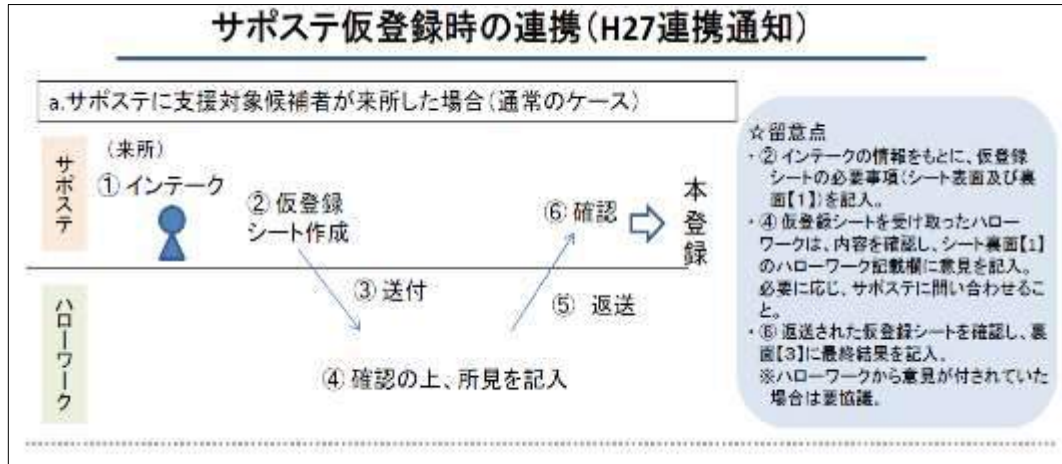 サポステ仮登録時の連携（H27連携通知）
a.サポステに支援対象候補者が来所した場合（通常のケース）
サポステ
（来所）
① インテーク
② 仮登録
シート作成
③ 送付
④ 確認の上、所見を記入
⑤ 返送
⑥ 確認
本登録
ハローワーク
☆留意点
・② インテークの情報をもとに、仮登録
シートの必要事項（シート表面及び裏
面【1】）を記入。
・④ 仮登録シートを受け取ったハロー
ワークは、内容を確認し、シート裏面【1】
のハローワーク記載欄に意見を記入。
必要に応じ、サポステに問い合わせるこ
と。
・⑥ 返送された仮登録シートを確認し、裏
面【3】に最終結果を記入。
※ハローワークから意見が付されていた
場合は要協議。